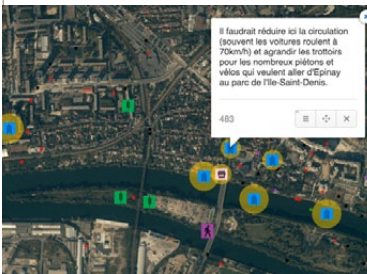 Il faudrait réduire ici la circulation
(souvent les voitures roulent à
70km/h) et agrandir les trottoirs
pour les nombreux piétons et
vélos qui veulent aller d'Epinay
au parc de l'Ile-Saint-Denis.
483